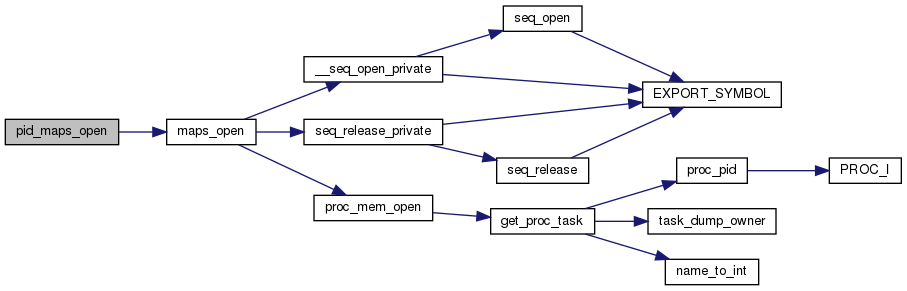 seq_open
__seq_open_private
EXPORT_SYMBOL
pid_maps_open
maps_open
seq_release_private
seq_release
proc_pid
PROC_I
proc_mem_open
get_proc_task
task_dump_owner
name_to_int